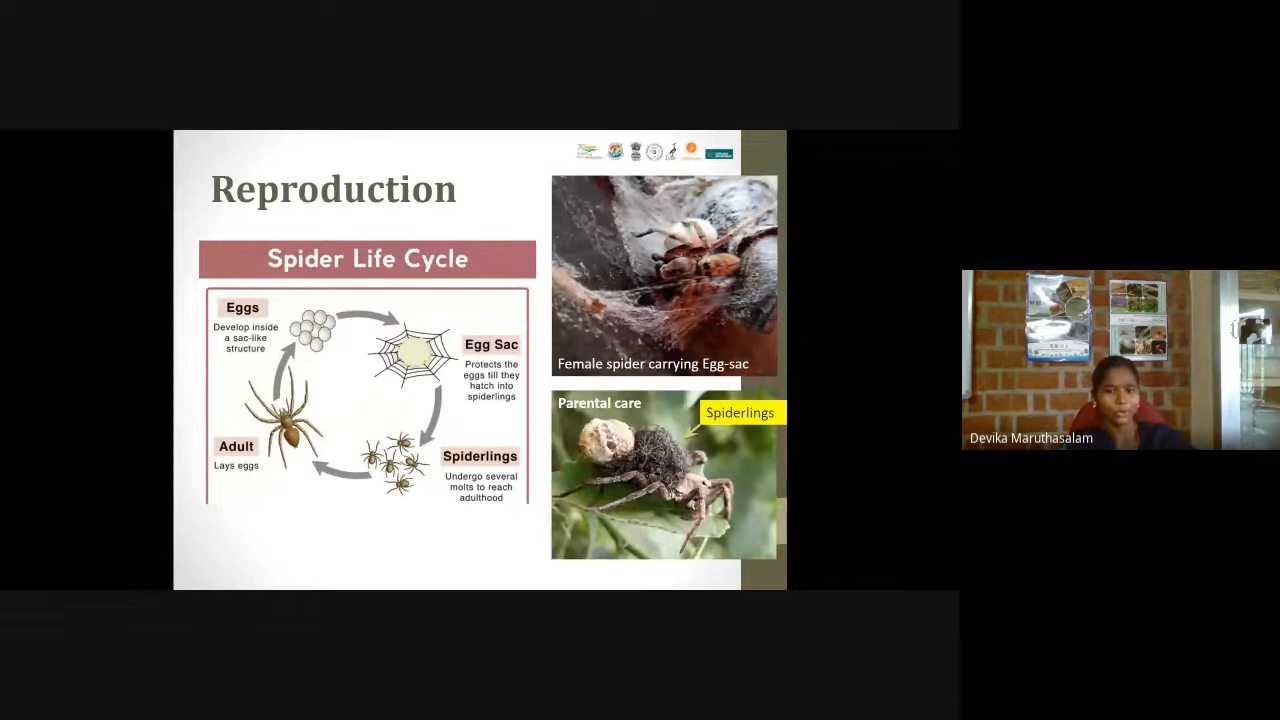 Reproduction
Spider Life Cycle
Eggs
Develop inside
a sac-like
structure
Egg Sac
Protects the
eggs till they
hatch into
spiderlings
Spiderlings
Undergo several
molts to reach
adulthood
Adult
Lays eggs
Female spider carrying Egg-sac
Parental care
Spiderlings
Devika Maruthasalam